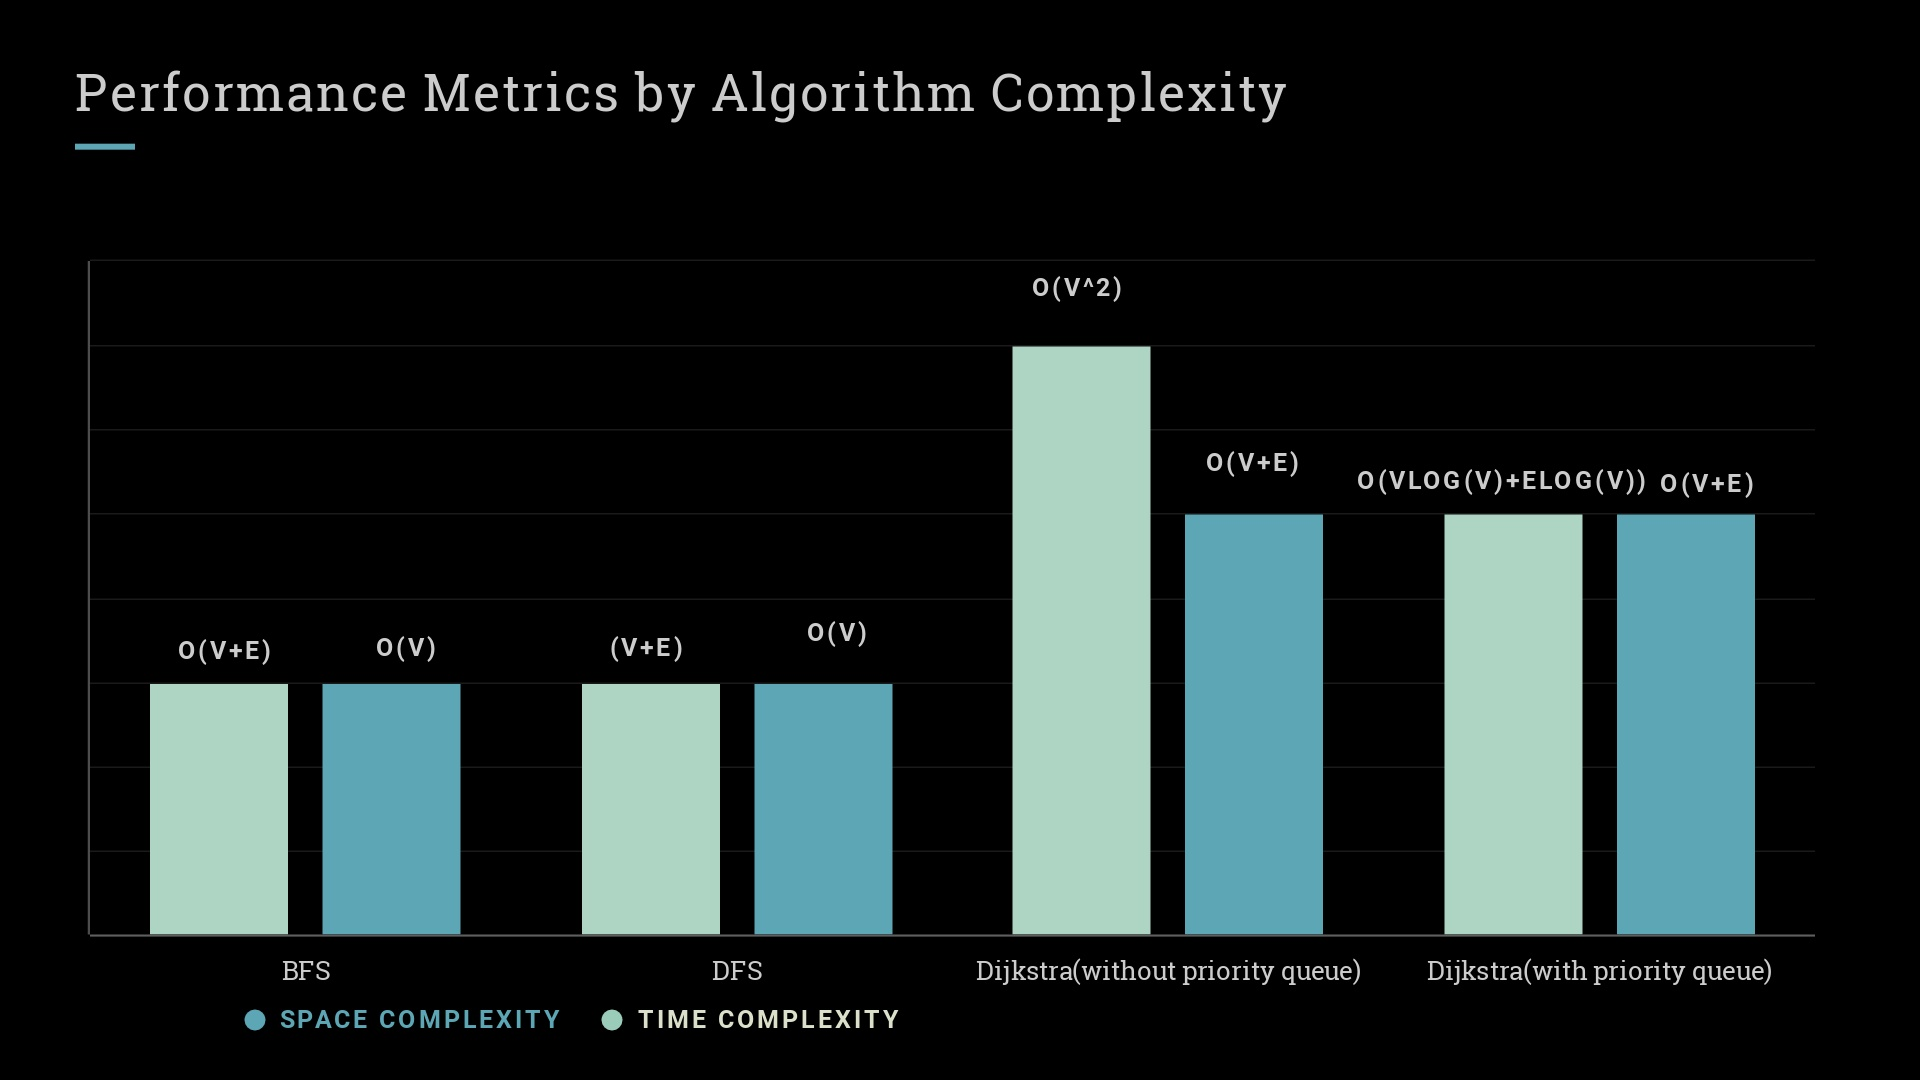 Performance Metrics by Algorithm Complexity
O(V^2)
O(V+E)
O(VLOG(V)+ELOG(V)) O(V+E)
O(V+E) O(V) (V+E) O(V)
BFS DFS Dijkstra(without priority queue) Dijkstra(with priority queue)
SPACE COMPLEXITY TIME COMPLEXITY